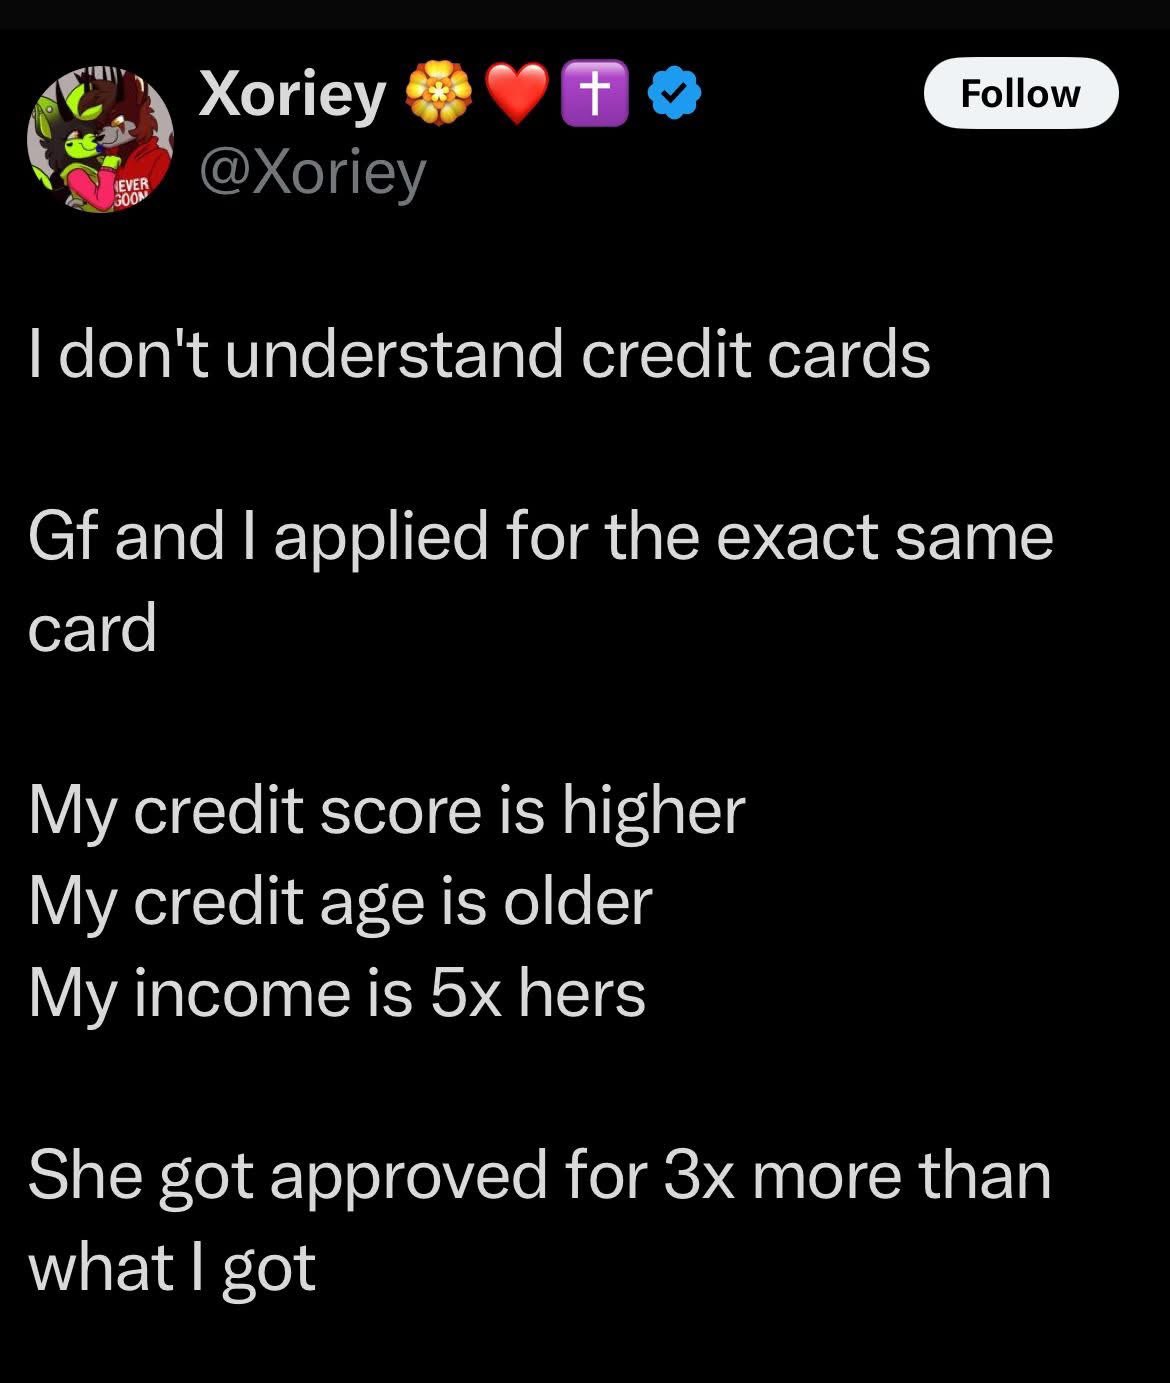 Xoriey 🏵️❤️✝️
Follow
@Xoriey
NEVER
GOON
I don't understand credit cards
Gf and I applied for the exact same
card
My credit score is higher
My credit age is older
My income is 5x hers
She got approved for 3x more than
what I got